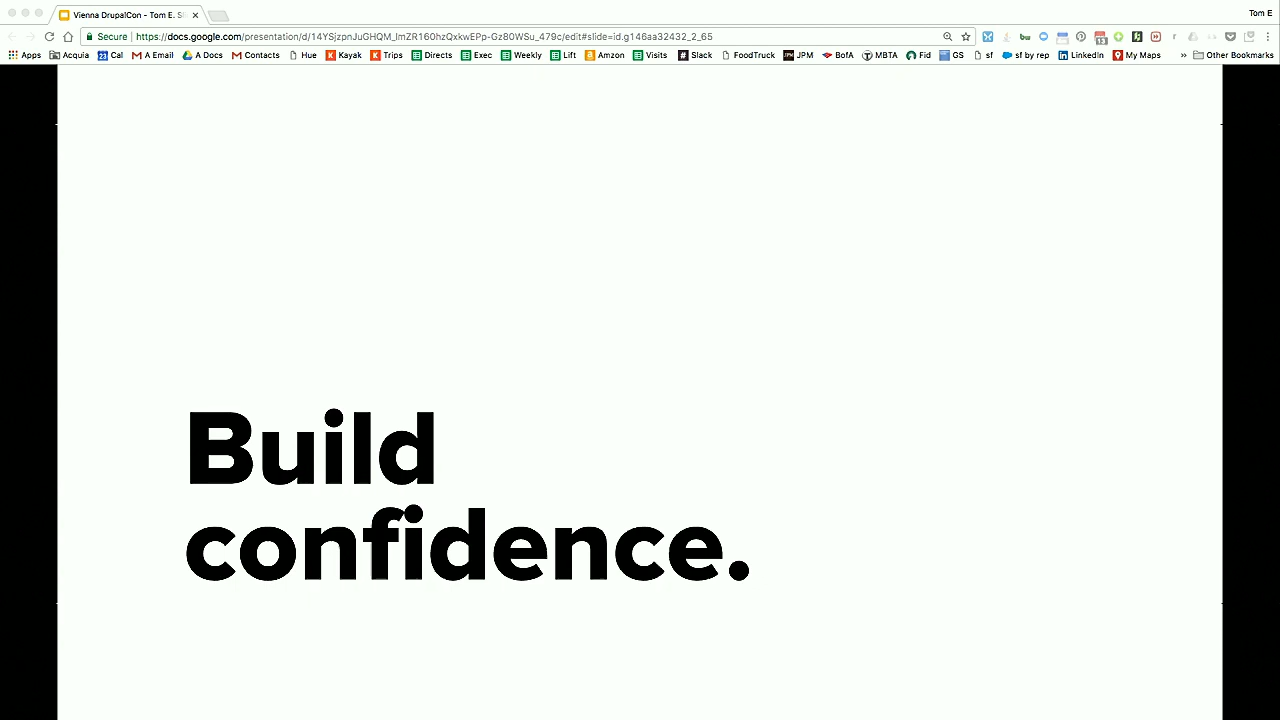 Vienna DrupalCon - Tom E. Sl
Tom E
Secure
https://docs.google.com/presentation/d/14YSjzpnJuGHQM_lmZR160hzQxkwEPp-Gz80WSu_479c/edit#slide=id.g146aa32432_2_65
Apps Acquia Cal A Email A Docs Contacts Hue Kayak Trips Directs Exec Weekly Lift Amzon Visits Slack FoodTruck JPM BofA MBTA Fid GS sf sf by rep LinkedIn My Maps » Other Bookmarks
Build
confidence.